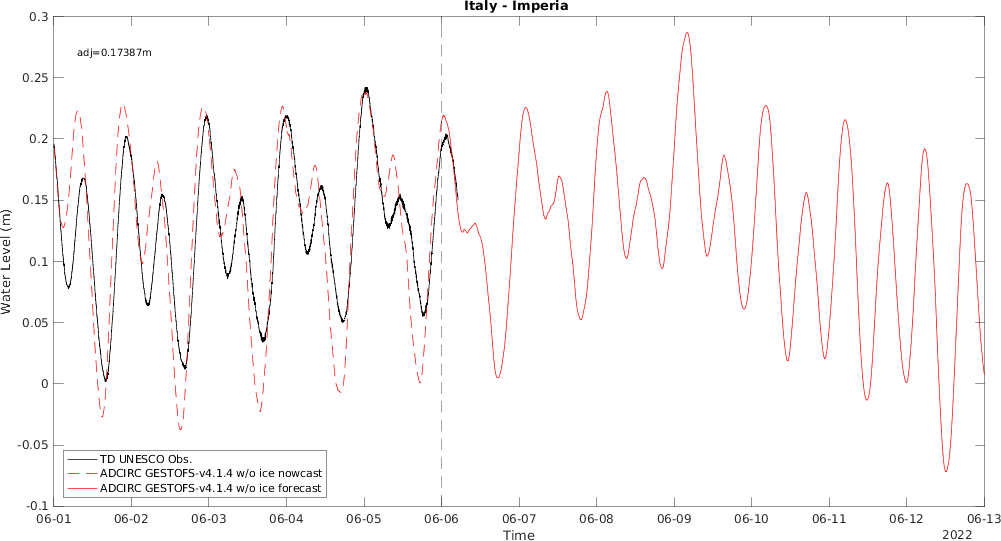 Italy - Imperia
adj=0.17387m
0.3
0.25
0.2
0.15
0.1
0.05
0
-0.05
-0.1
Water Level (m)
TD UNESCO Obs.
ADCIRC GESTOFS-v4.1.4 w/o ice nowcast
ADCIRC GESTOFS-v4.1.4 w/o ice forecast
06-01 06-02 06-03 06-04 06-05 06-06 06-07 06-08 06-09 06-10 06-11 06-12 06-13
Time
2022